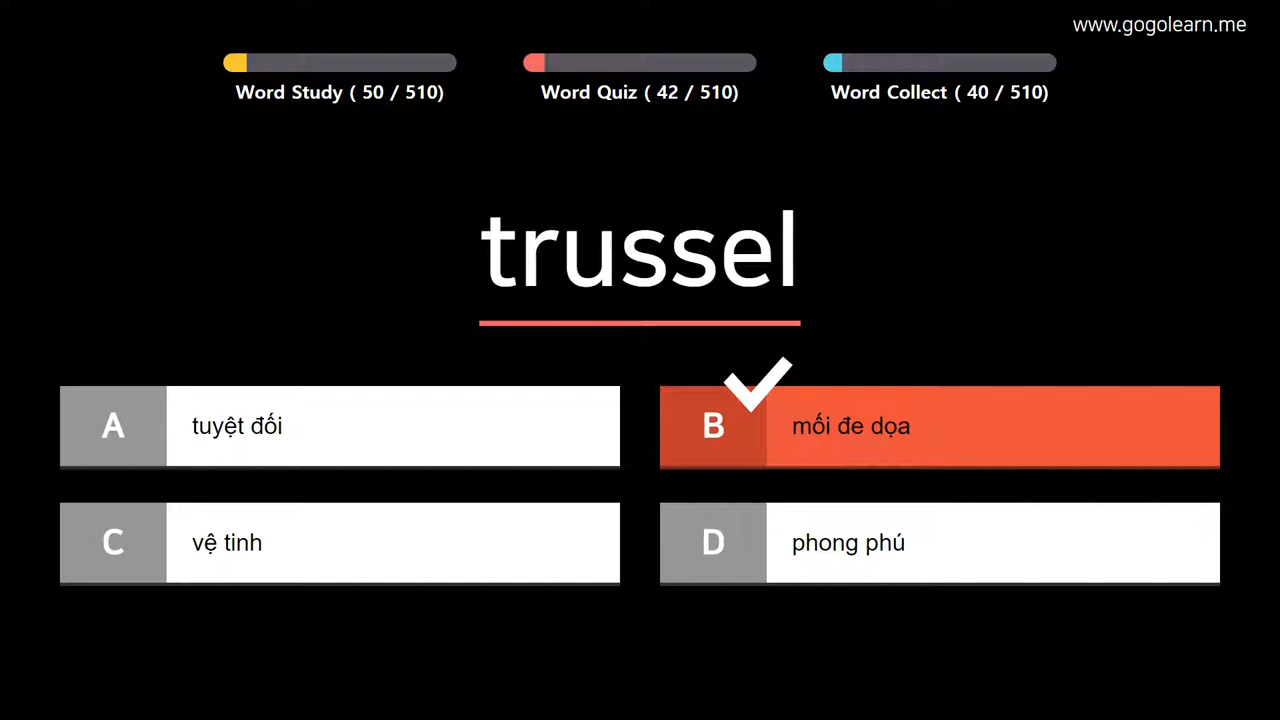 www.gogolearn.me
Word Study ( 50 / 510)
Word Quiz ( 42 / 510)
Word Collect ( 40 / 510)
trussel
A tuyệt đối
B mối đe dọa
C vệ tinh
D phong phú